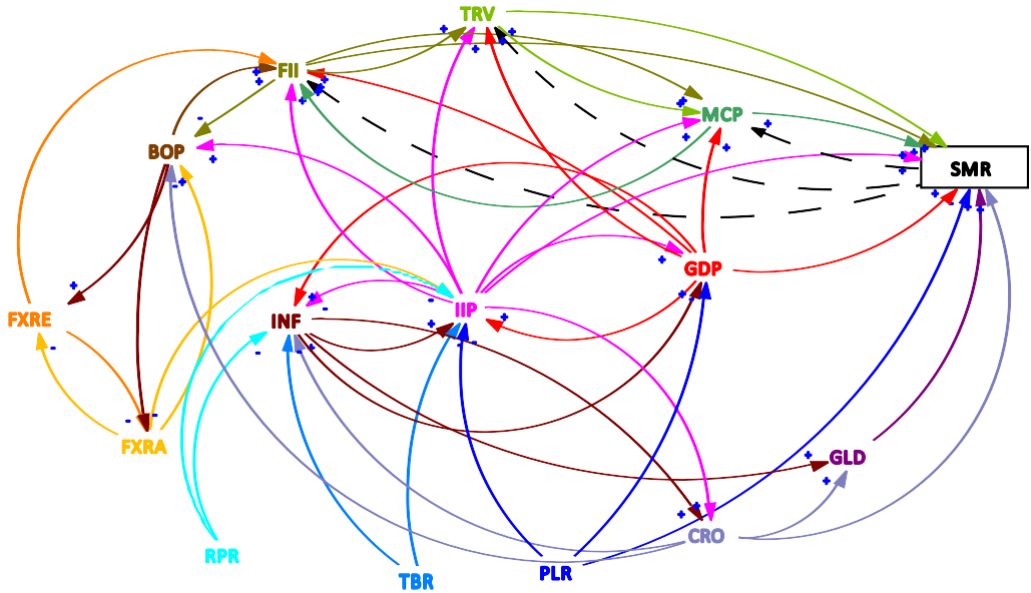 TRV
FII
MCP
BOP
SMR
GDP
IIP
FXRE
INF
FXRA
GLD
CRO
RPR
PLR
TBR